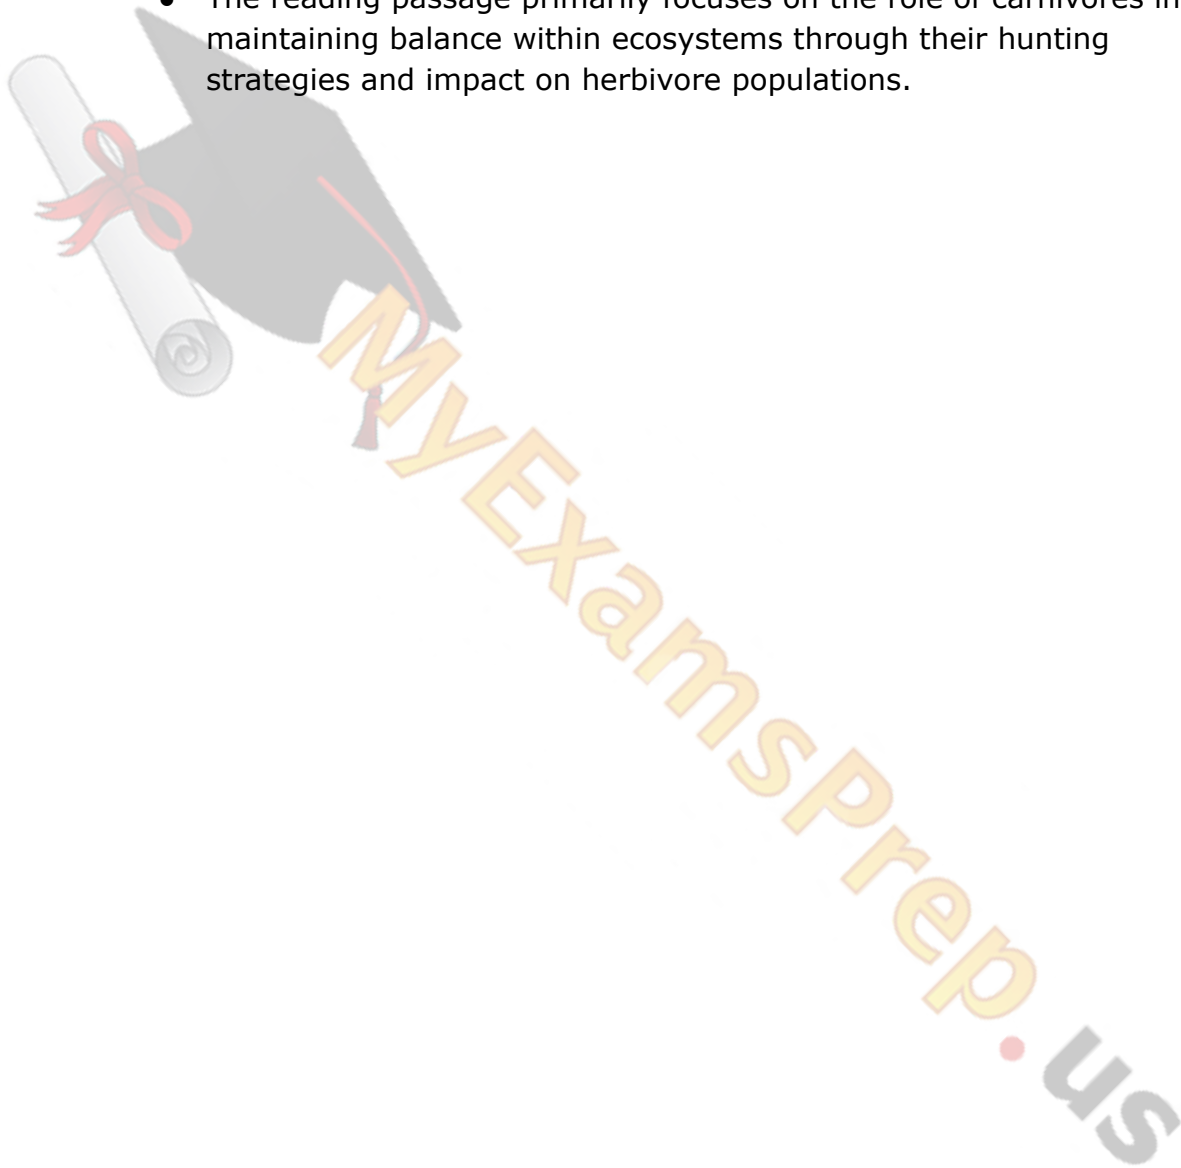 ● The reading passage primarily focuses on the role of carnivores in
maintaining balance within ecosystems through their hunting
strategies and impact on herbivore populations.
MyExamsPrep.us